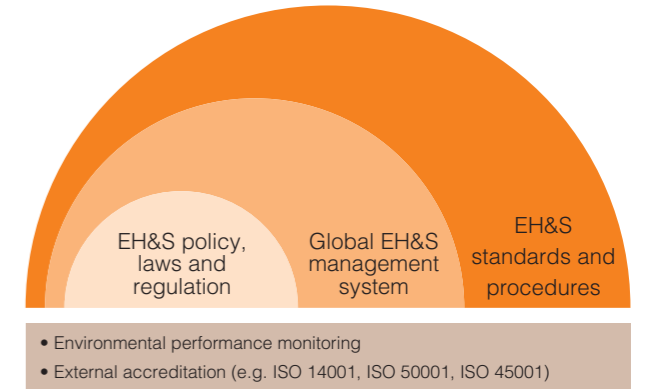 EH&S policy,
laws and
regulation
Global EH&S
management
system
EH&S
standards and
procedures
• Environmental performance monitoring
• External accreditation (e.g. ISO 14001, ISO 50001, ISO 45001)